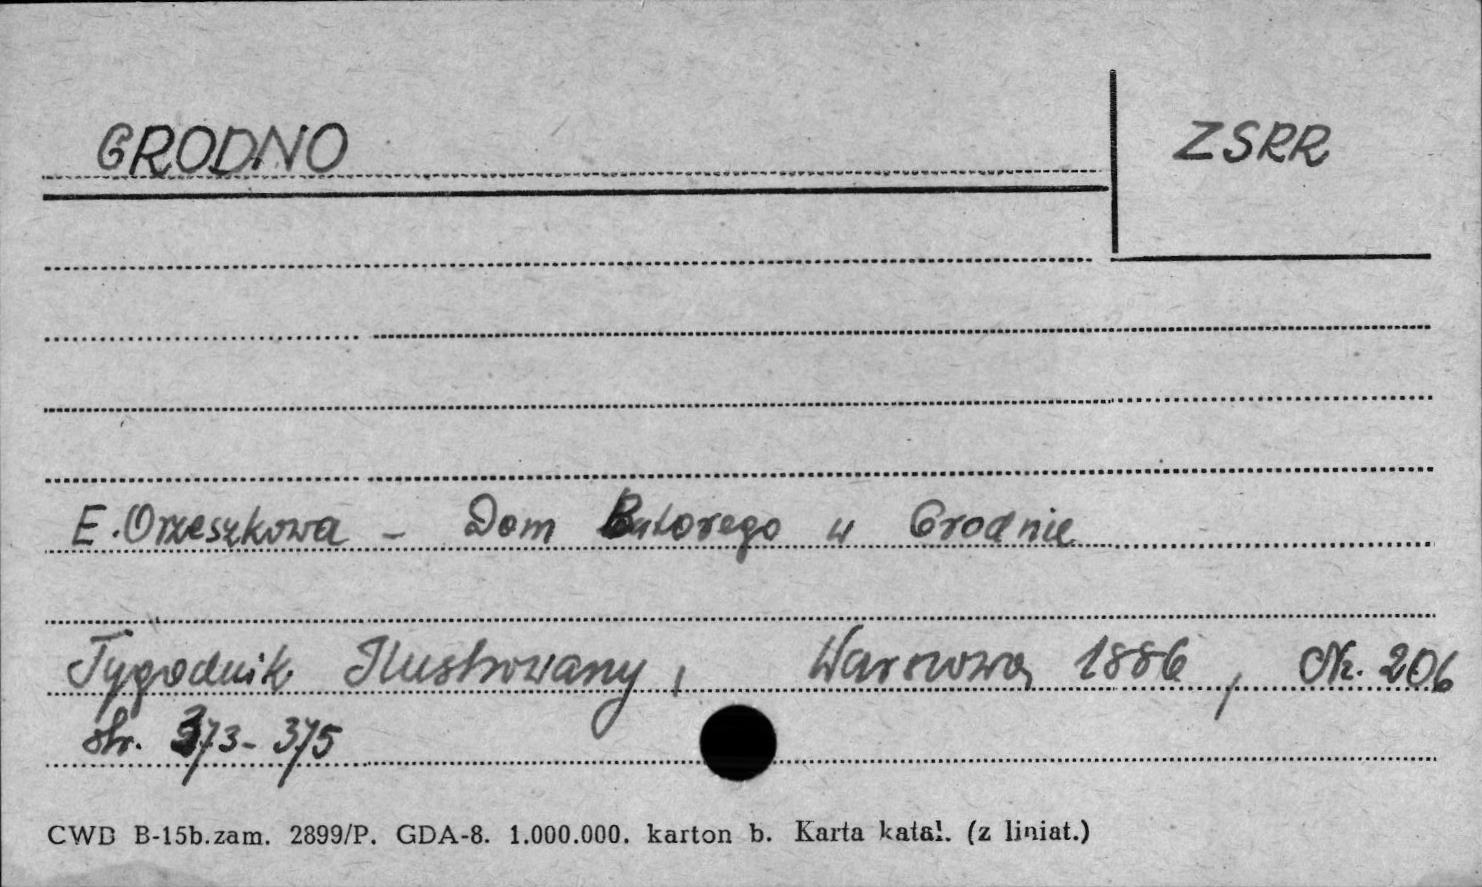 GRODNO
ZSRR
E. Orzeszkowa – Dom Batorego w Grodnie
Tygodnik Ilustrowany, Warszawa 1886, Nr. 206
str. 373-375
CWD B-15b.zam. 2899/P. GDA-8. 1.000.000. karton b. Karta katal. (z liniat.)